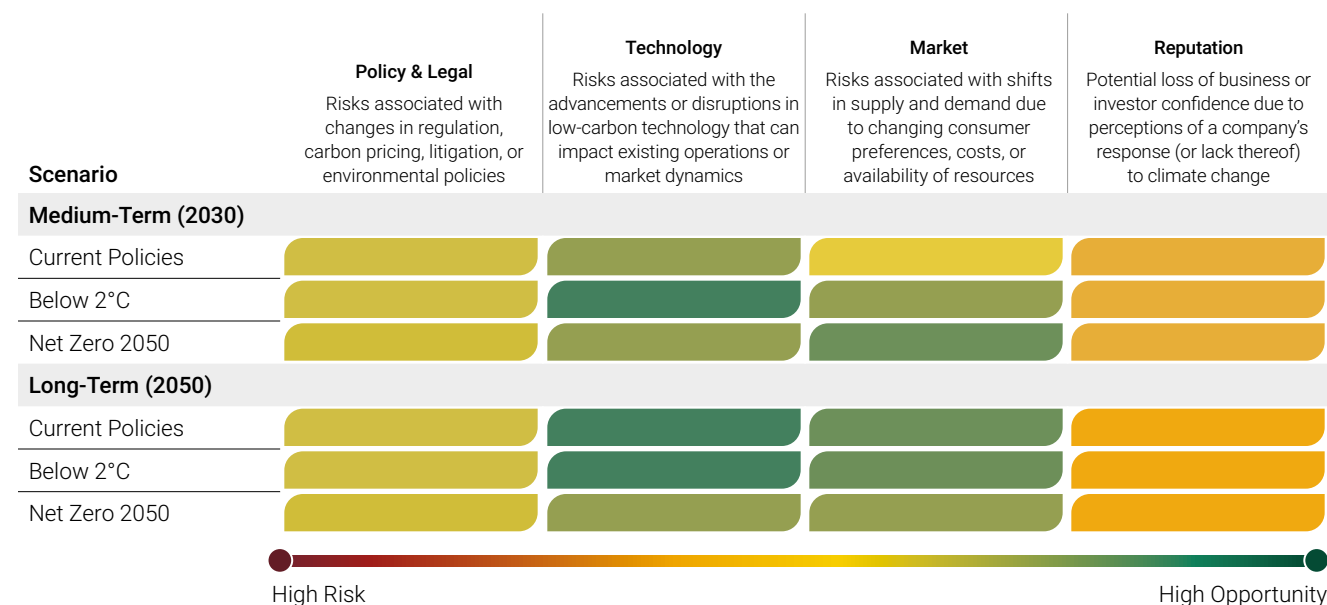 Scenario
Policy & Legal
Risks associated with
changes in regulation,
carbon pricing, litigation, or
environmental policies
Technology
Risks associated with the
advancements or disruptions in
low-carbon technology that can
impact existing operations or
market dynamics
Market
Risks associated with shifts
in supply and demand due
to changing consumer
preferences, costs, or
availability of resources
Reputation
Potential loss of business or
investor confidence due to
perceptions of a company’s
response (or lack thereof)
to climate change
Medium-Term (2030)
Current Policies
Below 2°C
Net Zero 2050
Long-Term (2050)
Current Policies
Below 2°C
Net Zero 2050
High Risk
High Opportunity